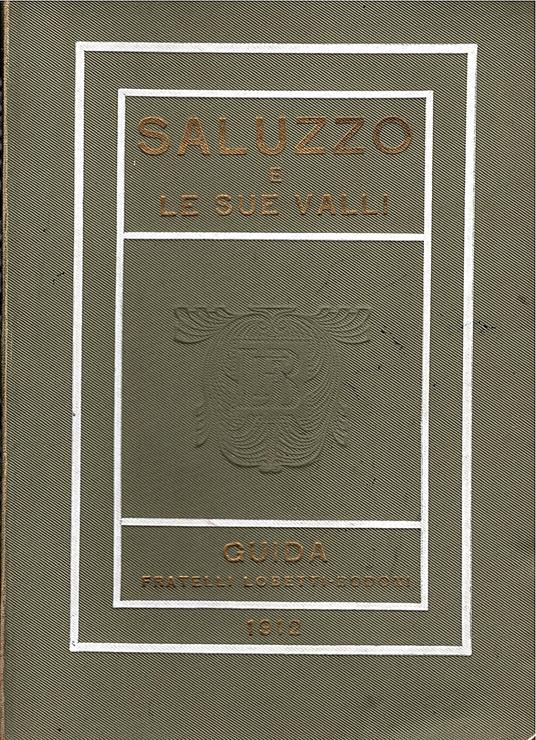 SALUZZO
E
LE SUE VALLI
GUIDA
FRATELLI LOBETTI-BODONI
1912